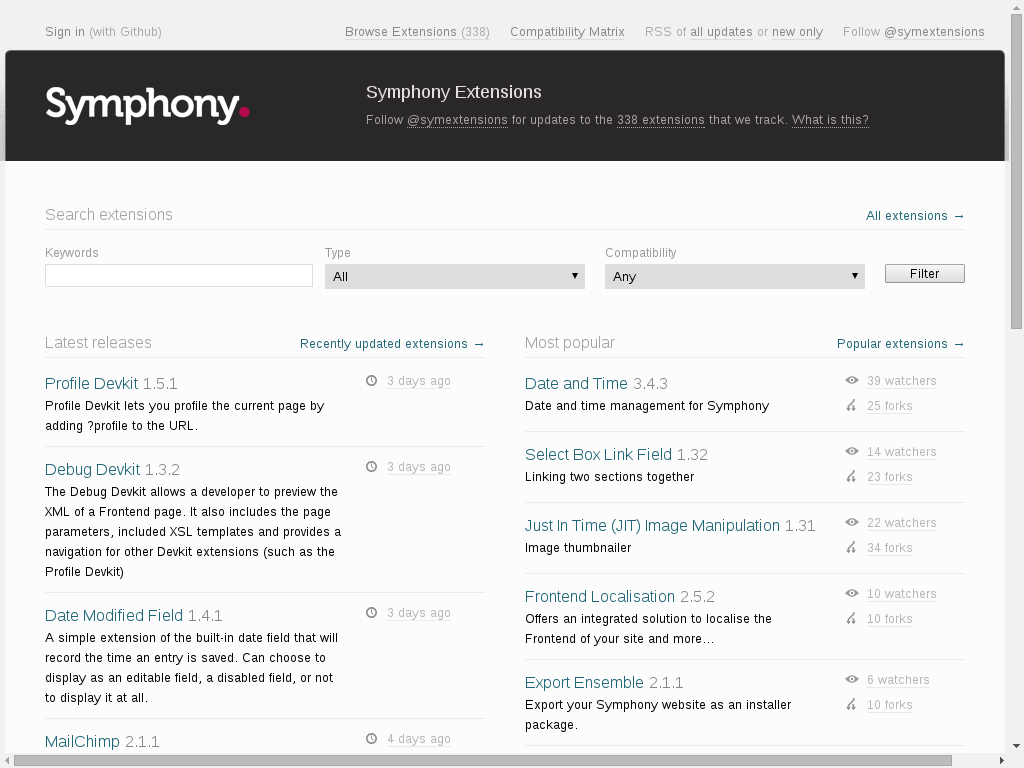 Sign in (with Github)
Browse Extensions (338)
Compatibility Matrix
RSS of all updates or new only
Follow @symextensions
Symphony.
Symphony Extensions
Follow @symextensions for updates to the 338 extensions that we track. What is this?
Search extensions
All extensions →
Keywords
Type
Compatibility
All
Any
Filter
Latest releases
Recently updated extensions →
Profile Devkit 1.5.1
3 days ago
Profile Devkit lets you profile the current page by
adding ?profile to the URL.
Debug Devkit 1.3.2
3 days ago
The Debug Devkit allows a developer to preview the
XML of a Frontend page. It also includes the page
parameters, included XSL templates and provides a
navigation for other Devkit extensions (such as the
Profile Devkit)
Date Modified Field 1.4.1
3 days ago
A simple extension of the built-in date field that will
record the time an entry is saved. Can choose to
display as an editable field, a disabled field, or not
to display it at all.
MailChimp 2.1.1
4 days ago
Most popular
Popular extensions →
Date and Time 3.4.3
39 watchers
Date and time management for Symphony
25 forks
Select Box Link Field 1.32
14 watchers
Linking two sections together
23 forks
Just In Time (JIT) Image Manipulation 1.31
22 watchers
Image thumbnailer
34 forks
Frontend Localisation 2.5.2
10 watchers
Offers an integrated solution to localise the
10 forks
Frontend of your site and more...
Export Ensemble 2.1.1
6 watchers
Export your Symphony website as an installer
10 forks
package.